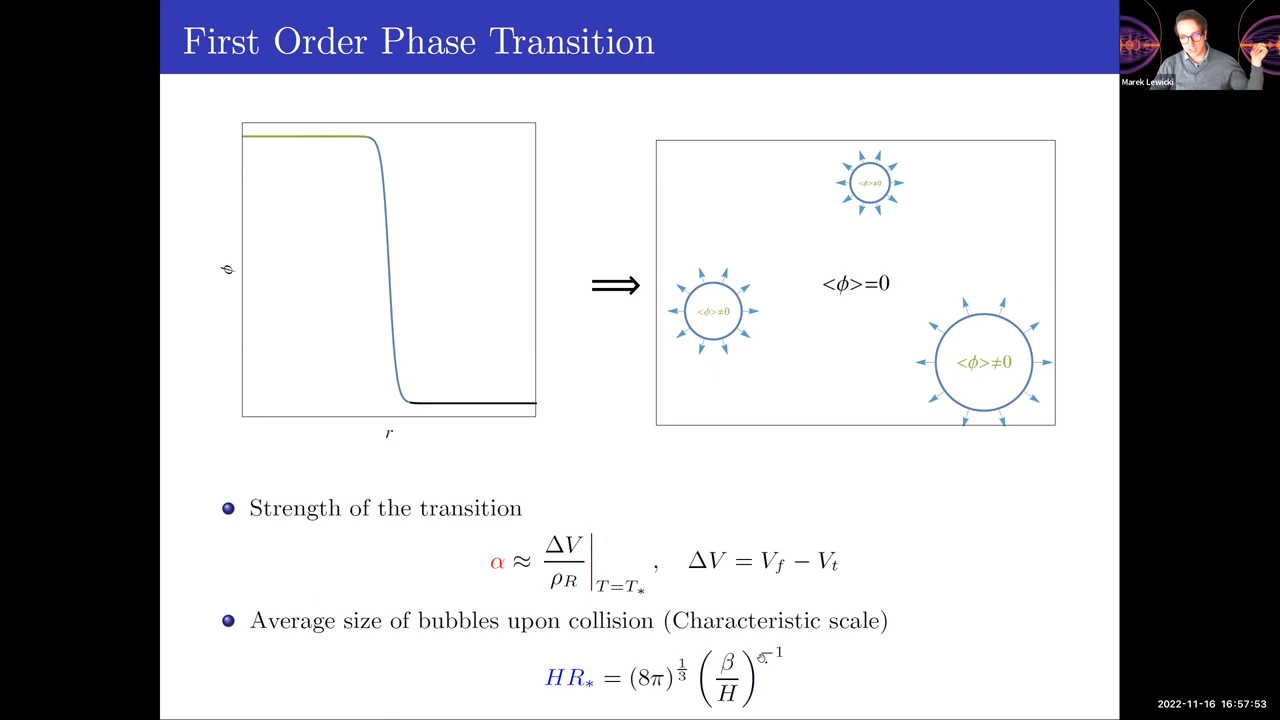 First Order Phase Transition
Marek Lewicki
ϕ
r
⟹
<ϕ>≠0
<ϕ>=0
<ϕ>≠0
<ϕ>≠0
Strength of the transition
α ≈ ΔV/ρ_R |_{T=T_*} , ΔV = V_f − V_t
Average size of bubbles upon collision (Characteristic scale)
HR_* = (8π)^{1/3} (β/H)^{−1}
2022-11-16 16:57:53